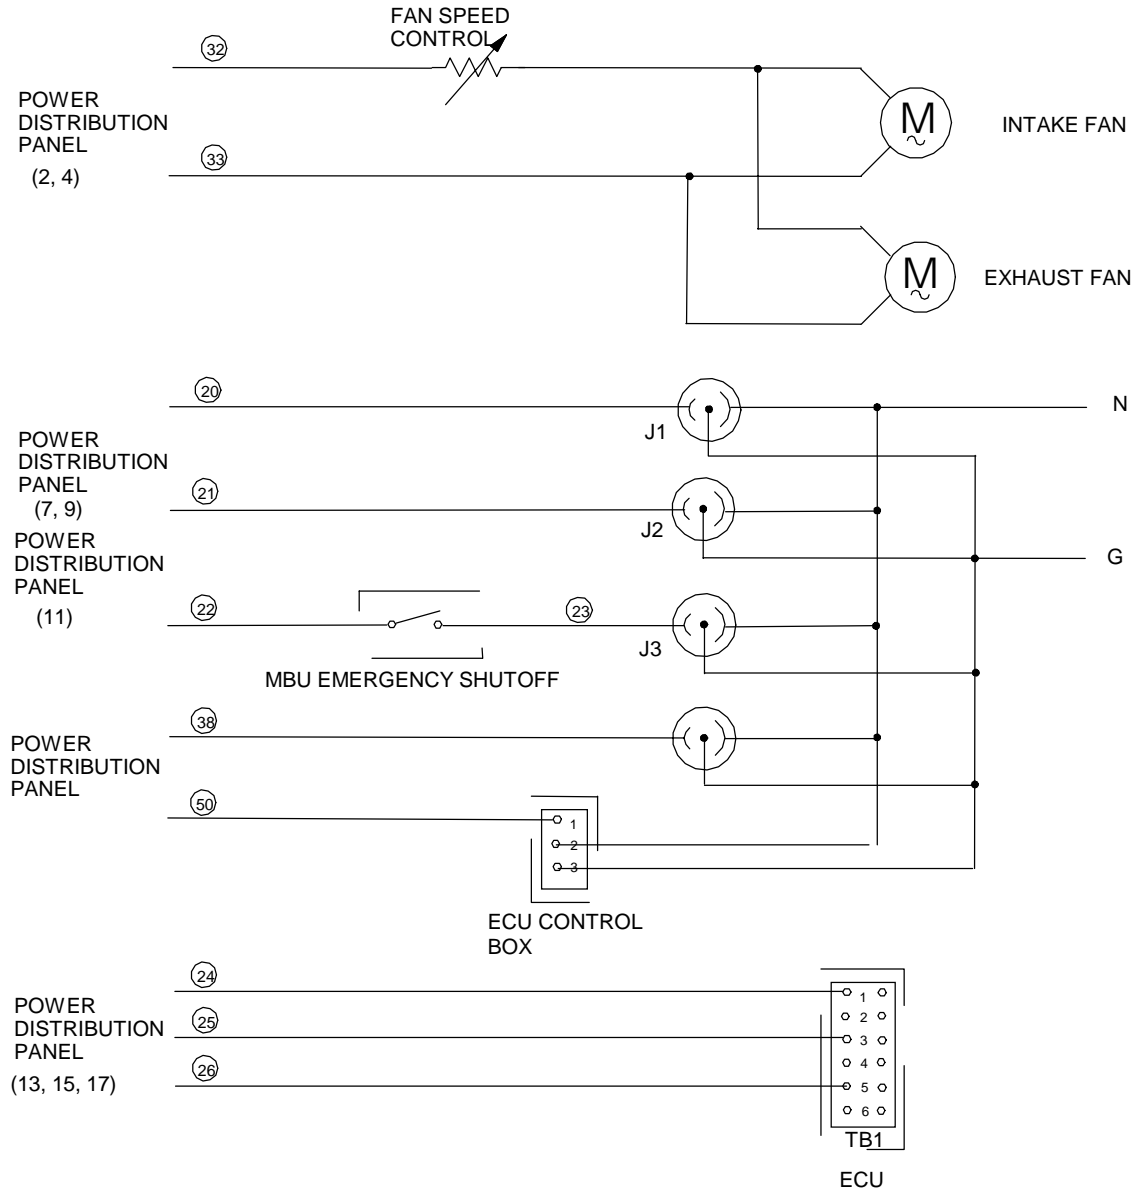 FAN SPEED
CONTROL
32
POWER
DISTRIBUTION
PANEL
(2, 4)
M
INTAKE FAN
33
M
EXHAUST FAN
20
N
J1
POWER
DISTRIBUTION
PANEL
(7, 9)
21
J2
POWER
DISTRIBUTION
PANEL
(11)
G
22
23
J3
MBU EMERGENCY SHUTOFF
38
POWER
DISTRIBUTION
PANEL
50
1
2
3
ECU CONTROL
BOX
24
POWER
DISTRIBUTION
PANEL
(13, 15, 17)
25
26
1
2
3
4
5
6
TB1
ECU